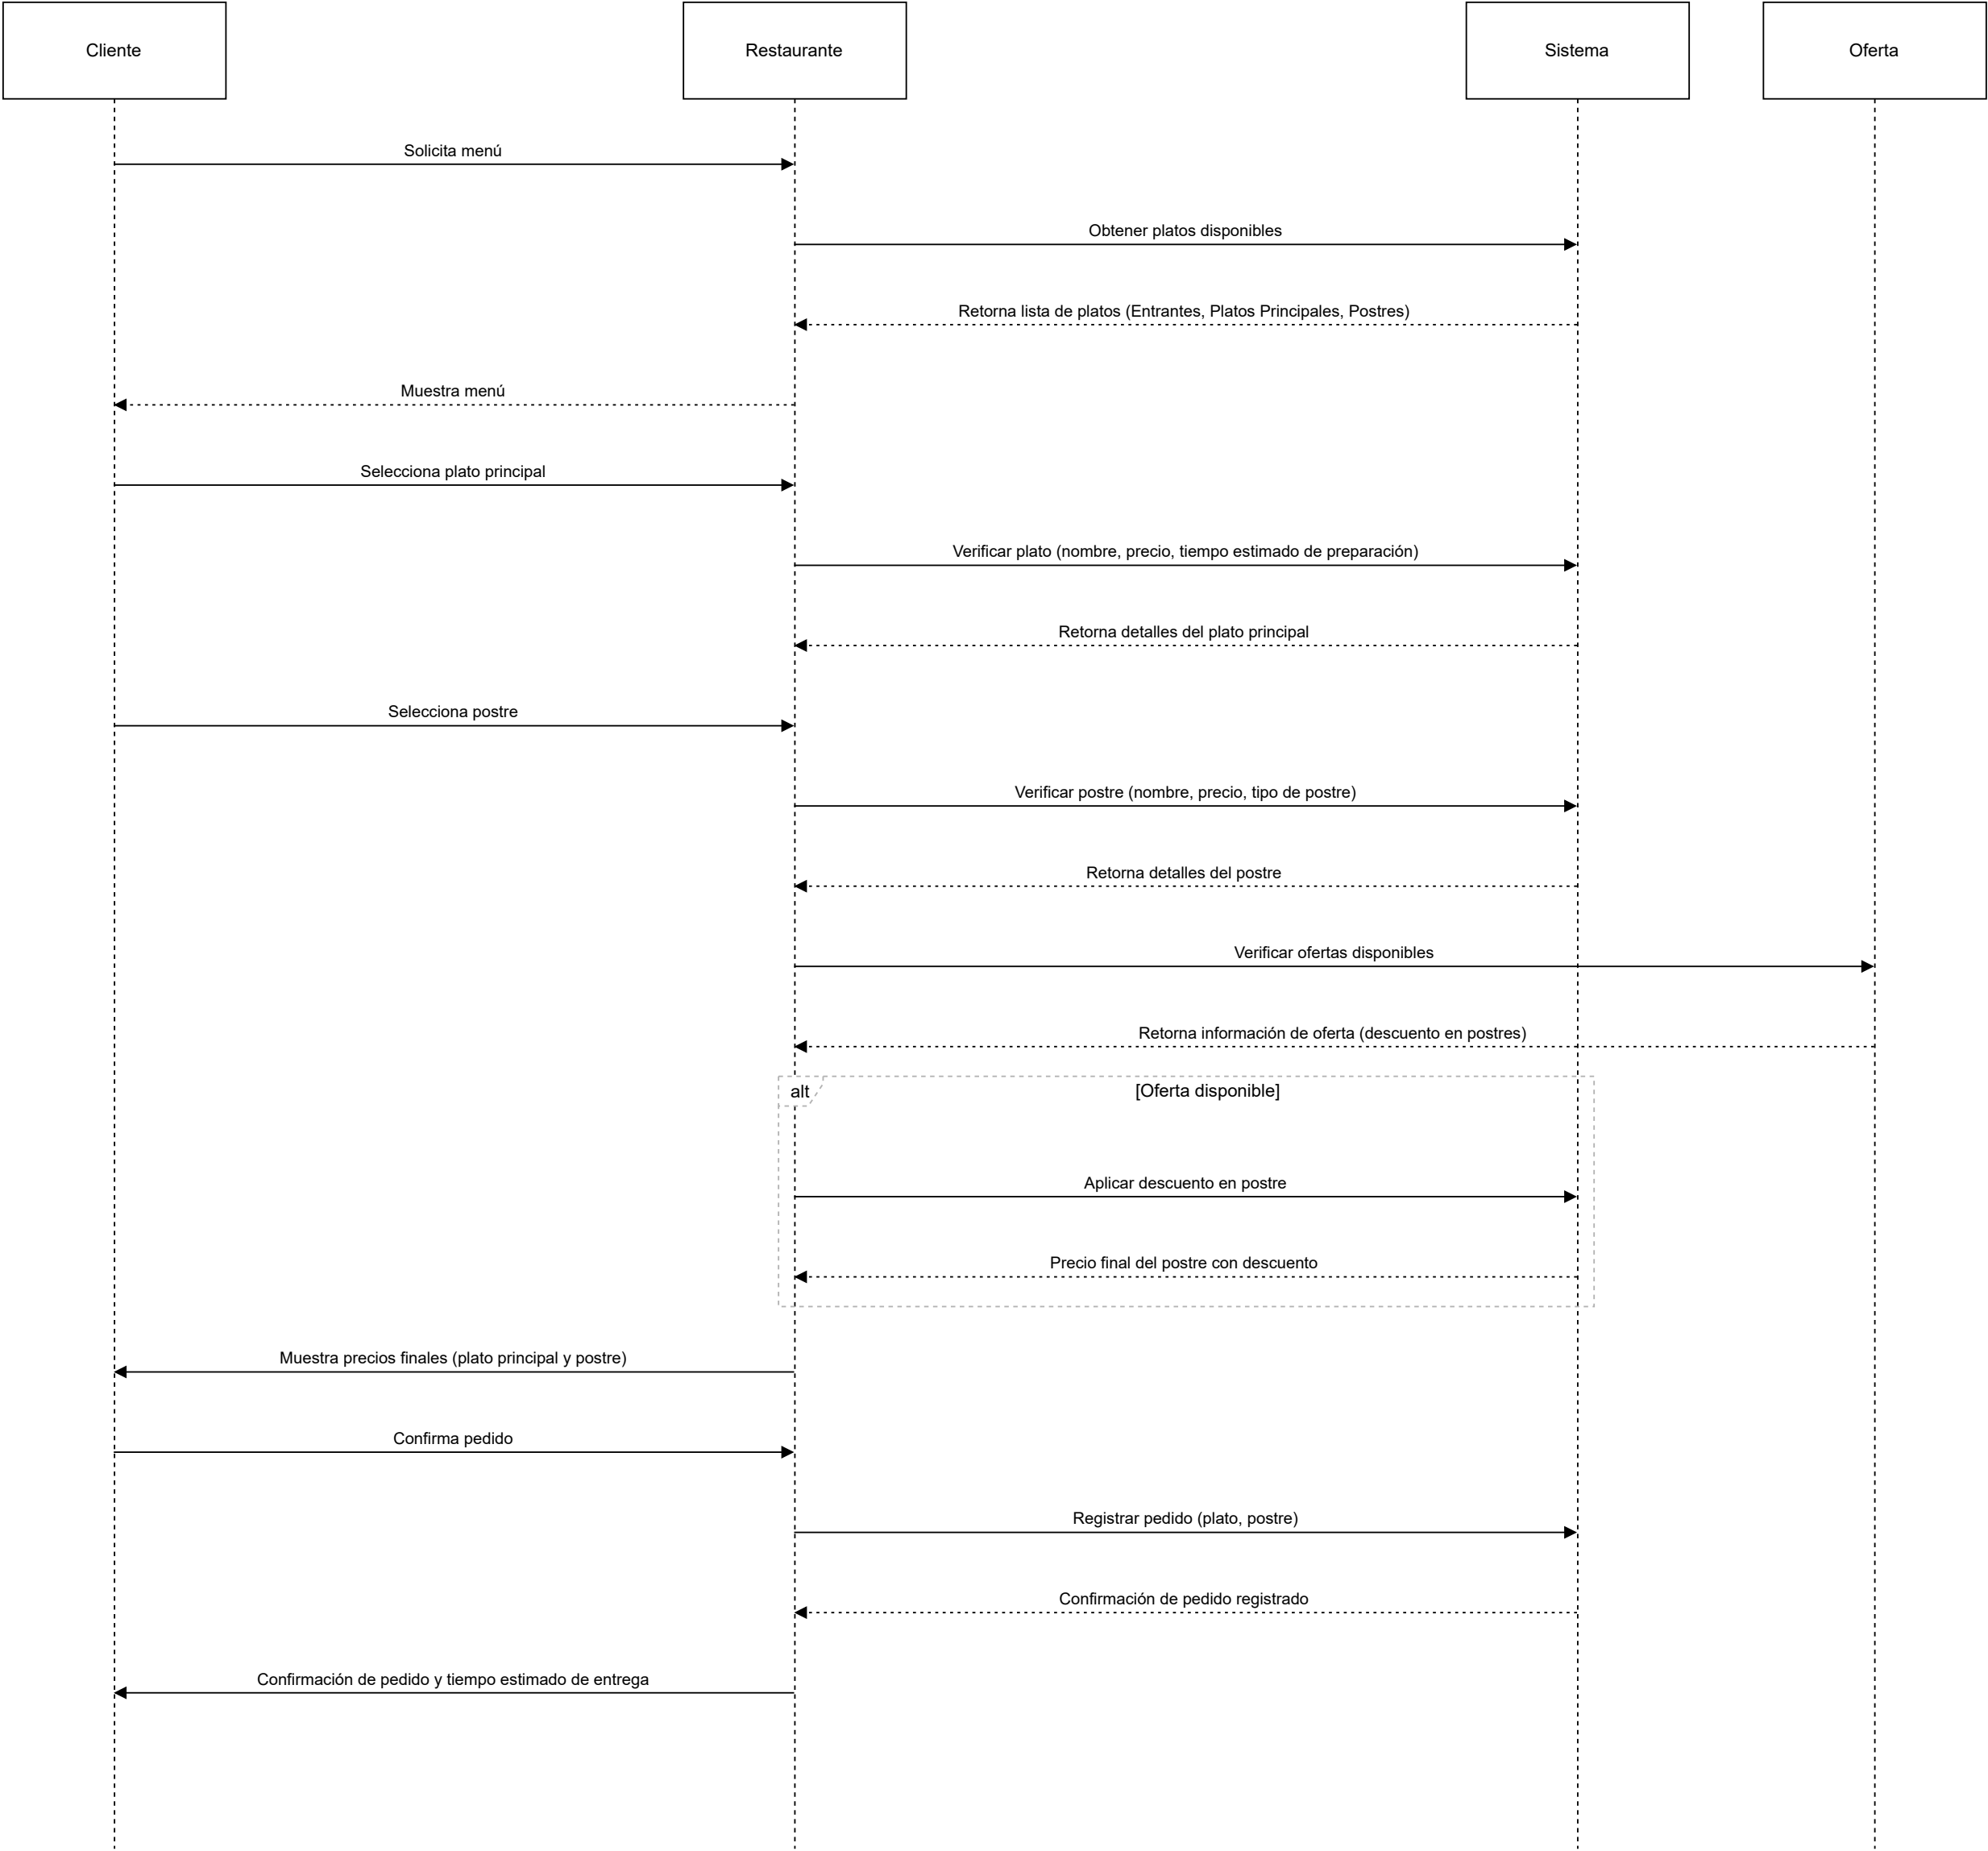 Cliente
Restaurante
Sistema
Oferta
Solicita menú
Obtener platos disponibles
Retorna lista de platos (Entrantes, Platos Principales, Postres)
Muestra menú
Selecciona plato principal
Verificar plato (nombre, precio, tiempo estimado de preparación)
Retorna detalles del plato principal
Selecciona postre
Verificar postre (nombre, precio, tipo de postre)
Retorna detalles del postre
Verificar ofertas disponibles
Retorna información de oferta (descuento en postres)
alt
[Oferta disponible]
Aplicar descuento en postre
Precio final del postre con descuento
Muestra precios finales (plato principal y postre)
Confirma pedido
Registrar pedido (plato, postre)
Confirmación de pedido registrado
Confirmación de pedido y tiempo estimado de entrega